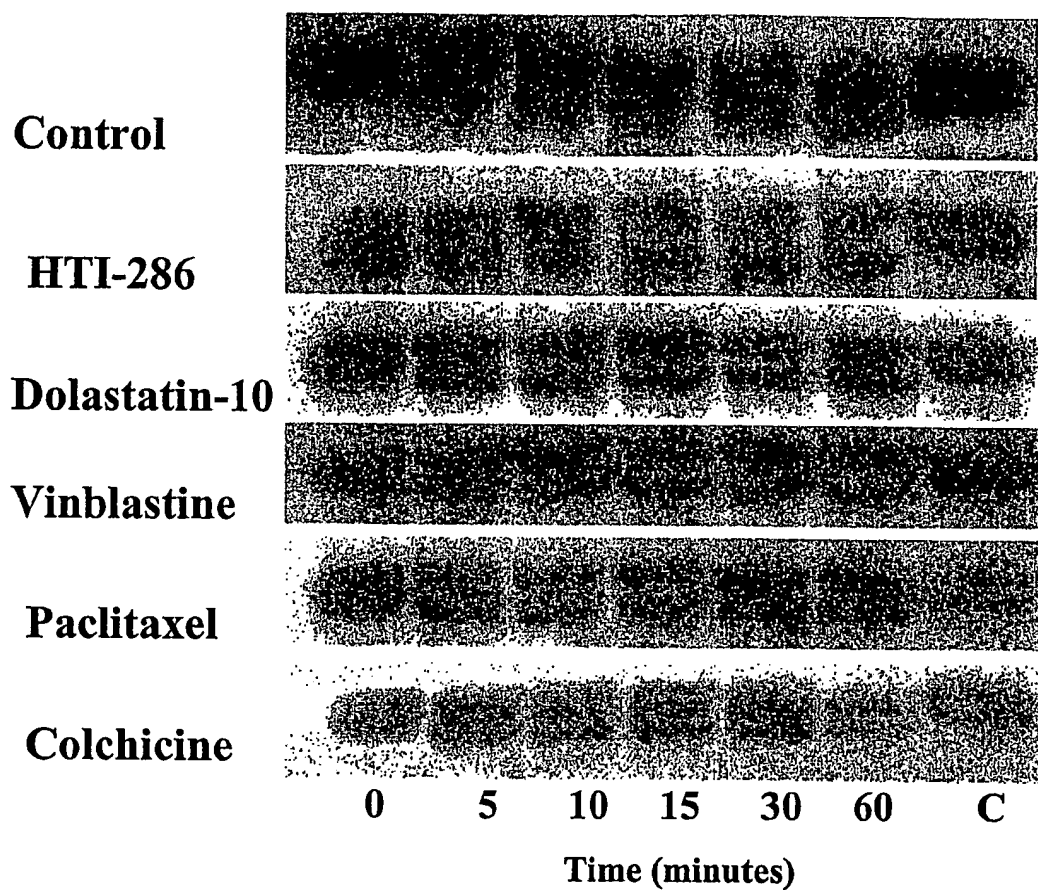 Control
HTI-286
Dolastatin-10
Vinblastine
Paclitaxel
Colchicine
0 5 10 15 30 60 C
Time (minutes)